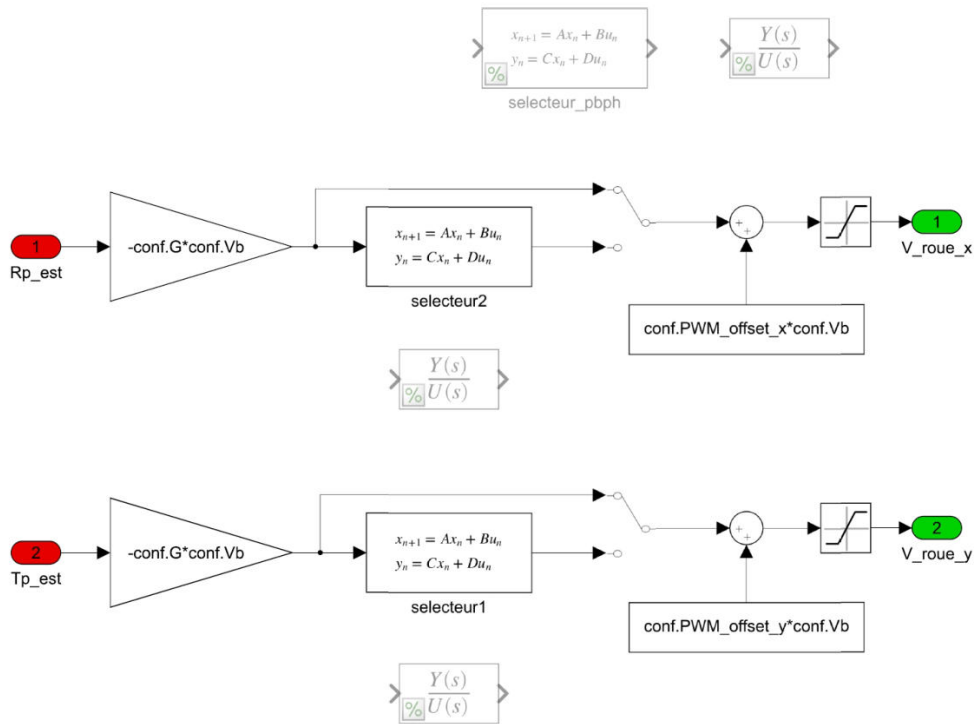 x_{n+1} = Ax_n + Bu_n
y_n = Cx_n + Du_n
%
selecteur_pbph
Y(s)
U(s)
%
1
Rp_est
-conf.G*conf.Vb
x_{n+1} = Ax_n + Bu_n
y_n = Cx_n + Du_n
selecteur2
+
+
1
V_roue_x
conf.PWM_offset_x*conf.Vb
Y(s)
U(s)
%
2
Tp_est
-conf.G*conf.Vb
x_{n+1} = Ax_n + Bu_n
y_n = Cx_n + Du_n
selecteur1
+
+
2
V_roue_y
conf.PWM_offset_y*conf.Vb
Y(s)
U(s)
%